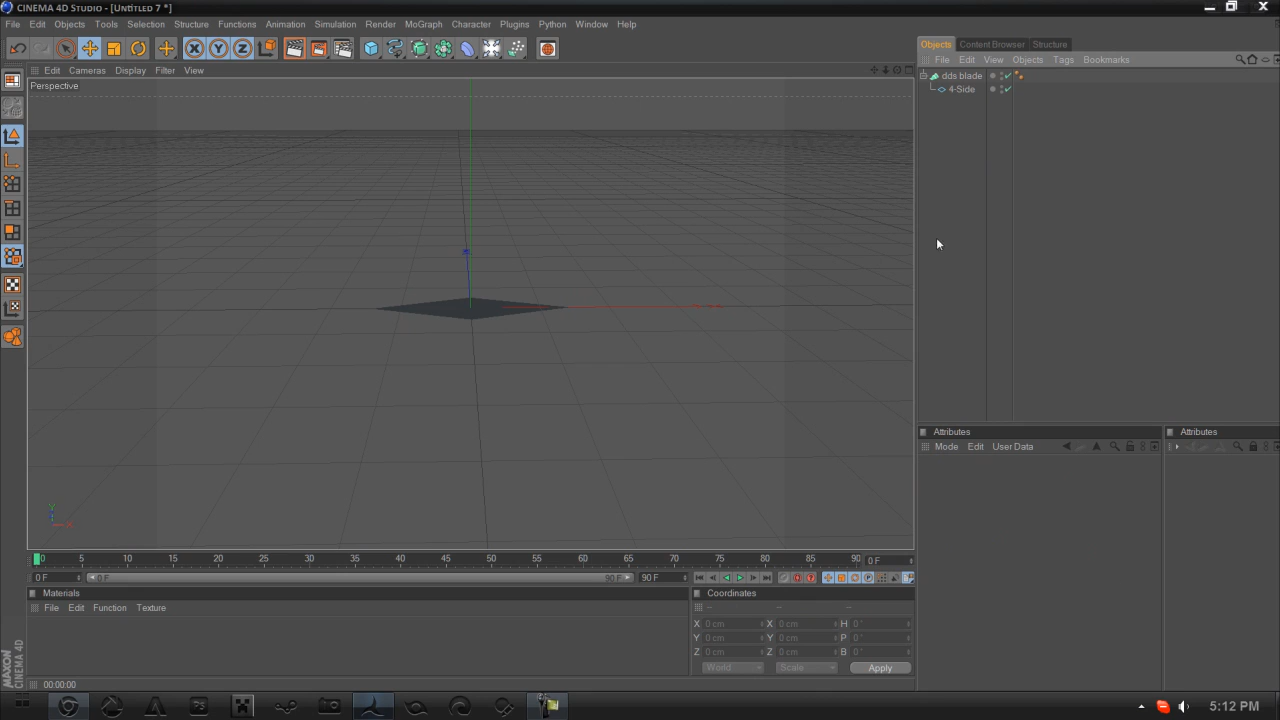 CINEMA 4D Studio - [Untitled 7 *]
File Edit Objects Tools Selection Structure Functions Animation Simulation Render MoGraph Character Plugins Python Window Help
Objects Content Browser Structure
File Edit View Objects Tags Bookmarks
dds blade
4-Side
Edit Cameras Display Filter View
Perspective
Y
X
Attributes
Mode Edit User Data
Attributes
0 5 10 15 20 25 30 35 40 45 50 55 60 65 70 75 80 85 90 0 F
0 F 0 F 90 F 90 F
Materials
File Edit Function Texture
Coordinates
-- -- --
X 0 cm X 0 cm H 0 °
Y 0 cm Y 0 cm P 0 °
Z 0 cm Z 0 cm B 0 °
World Scale Apply
MAXON
CINEMA 4D
00:00:00
5:12 PM